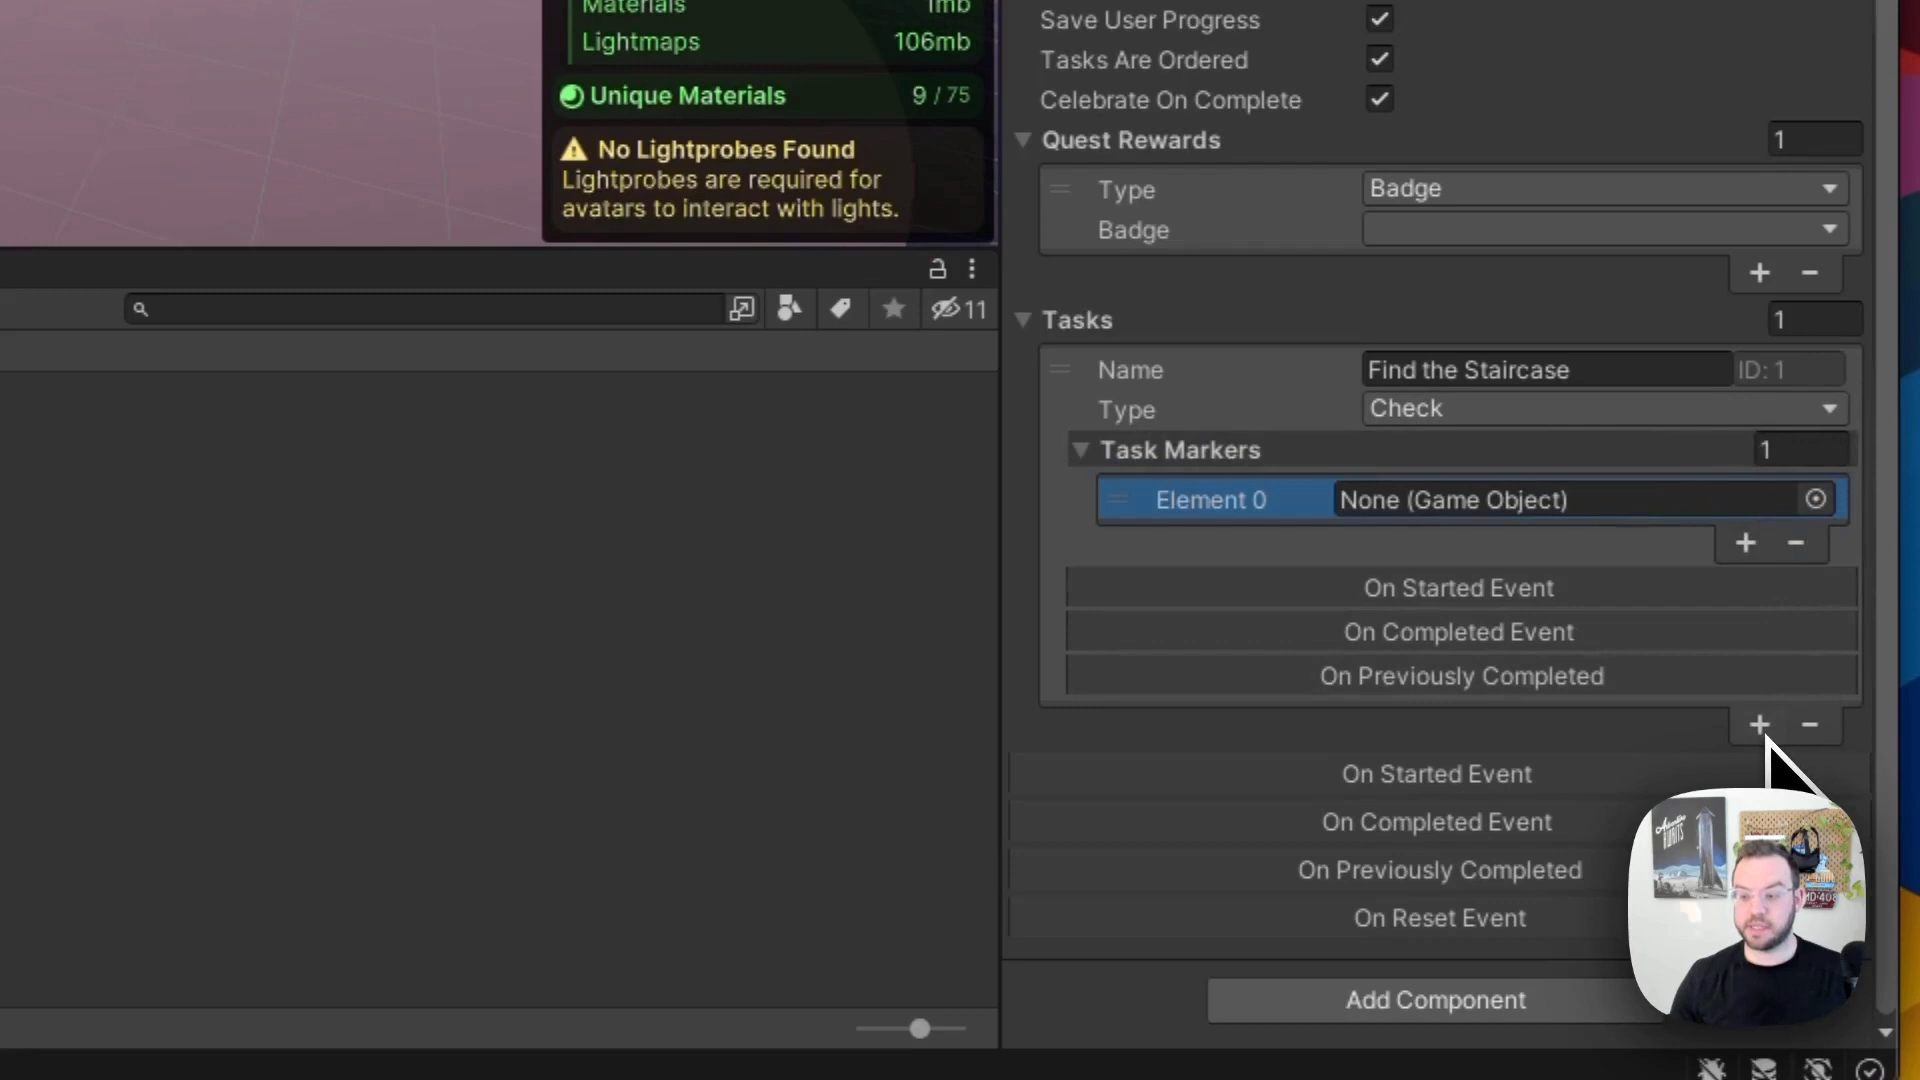 Materials 1mb
Lightmaps 106mb
Unique Materials 9 / 75
No Lightprobes Found
Lightprobes are required for
avatars to interact with lights.
11
Save User Progress
Tasks Are Ordered
Celebrate On Complete
Quest Rewards 1
Type Badge
Badge
+ −
Tasks 1
Name Find the Staircase ID: 1
Type Check
Task Markers 1
Element 0 None (Game Object)
+ −
On Started Event
On Completed Event
On Previously Completed
+ −
On Started Event
On Completed Event
On Previously Completed
On Reset Event
Add Component
Adventure
AWAITS